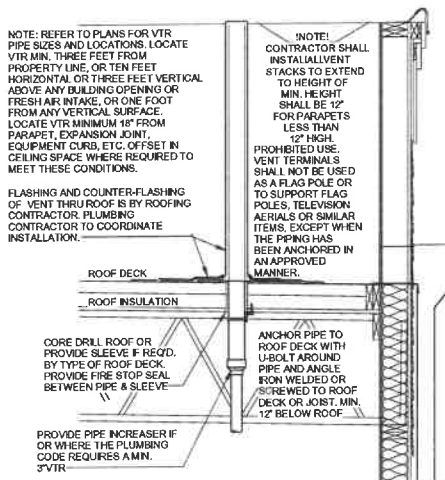 NOTE: REFER TO PLANS FOR VTR
PIPE SIZES AND LOCATIONS. LOCATE
VTR MIN. THREE FEET FROM
PROPERTY LINE, OR TEN FEET
HORIZONTAL OR THREE FEET VERTICAL
ABOVE ANY BUILDING OPENING OR
FRESH AIR INTAKE, OR ONE FOOT
FROM ANY VERTICAL SURFACE.
LOCATE VTR MINIMUM 18" FROM
PARAPET, EXPANSION JOINT,
EQUIPMENT CURB, ETC. OFFSET IN
CEILING SPACE WHERE REQUIRED TO
MEET THESE CONDITIONS.
FLASHING AND COUNTER-FLASHING
OF VENT THRU ROOF IS BY ROOFING
CONTRACTOR. PLUMBING
CONTRACTOR TO COORDINATE
INSTALLATION.
!NOTE!
CONTRACTOR SHALL
INSTALIALLVENT
STACKS TO EXTEND
TO HEIGHT OF
MIN. HEIGHT
SHALL BE 12"
FOR PARAPETS
LESS THAN
12" HIGH.
PROHIBITED USE.
VENT TERMINALS
SHALL NOT BE USED
AS A FLAG POLE OR
TO SUPPORT FLAG
POLES, TELEVISION
AERIALS OR SIMILAR
ITEMS, EXCEPT WHEN
THE PIPING HAS
BEEN ANCHORED IN
AN APPROVED
MANNER.
ROOF DECK
ROOF INSULATION
CORE DRILL ROOF OR
PROVIDE SLEEVE IF REQ'D.
BY TYPE OF ROOF DECK.
PROVIDE FIRE STOP SEAL
BETWEEN PIPE & SLEEVE
ANCHOR PIPE TO
ROOF DECK WITH
U-BOLT AROUND
PIPE AND ANGLE
IRON WELDED OR
SCREWED TO ROOF
DECK OR JOIST. MIN.
12" BELOW ROOF
PROVIDE PIPE INCREASER IF
OR WHERE THE PLUMBING
CODE REQUIRES A MIN.
3"VTR